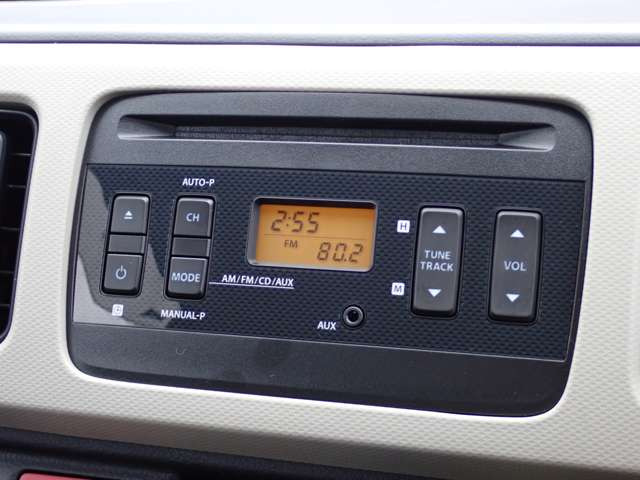 AUTO-P
CH
MODE
MANUAL-P
AM/FM/CD/AUX
2:55
FM
80.2
AUX
H
M
TUNE
TRACK
VOL